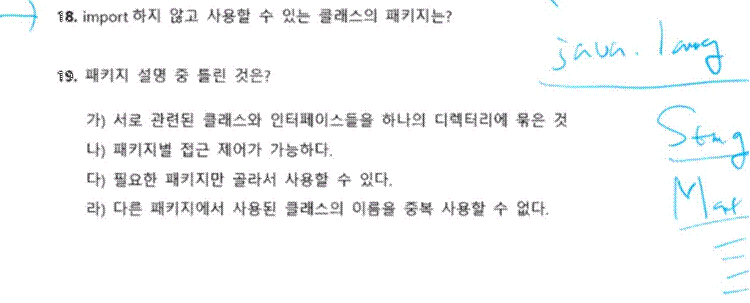 18. import 하지 않고 사용할 수 있는 클래스의 패키지는?
java. lang
19. 패키지 설명 중 틀린 것은?
가) 서로 관련된 클래스와 인터페이스들을 하나의 디렉터리에 묶은 것
나) 패키지별 접근 제어가 가능하다.
다) 필요한 패키지만 골라서 사용할 수 있다.
라) 다른 패키지에서 사용된 클래스의 이름을 중복 사용할 수 없다.